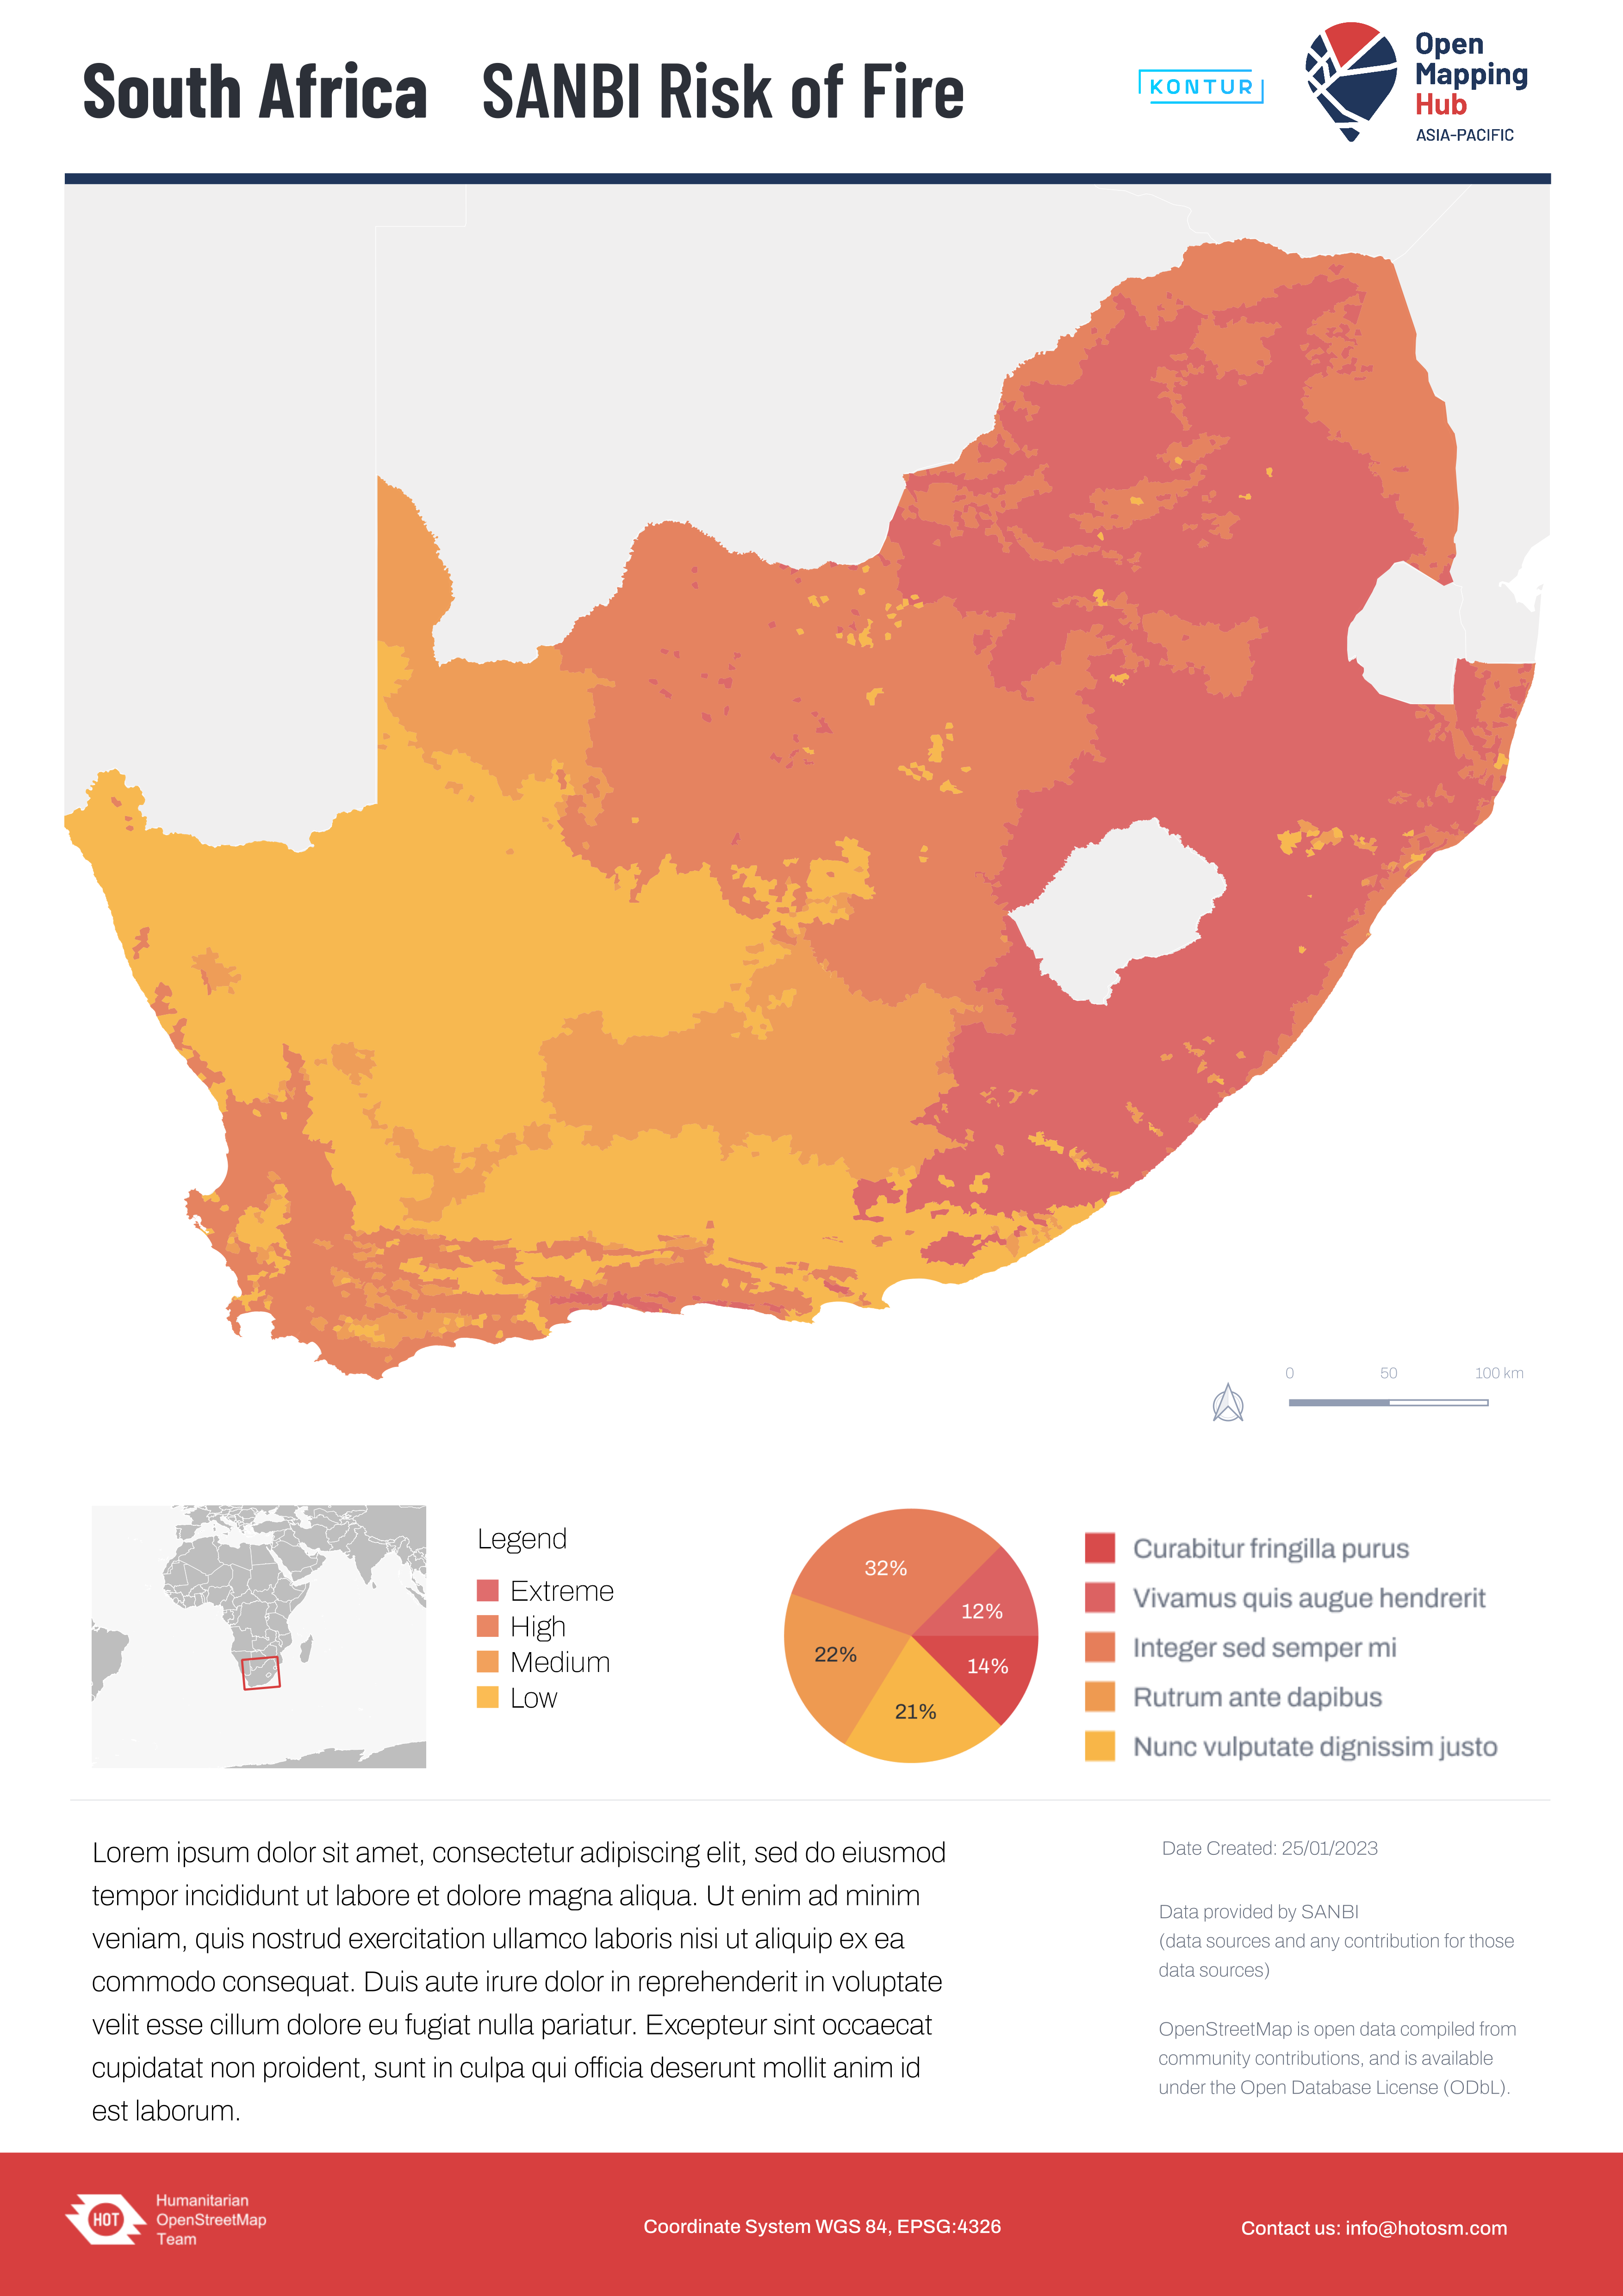 South Africa SANBI Risk of Fire
KONTUR
Open
Mapping
Hub
ASIA-PACIFIC
0 50 100 km
Legend
Extreme
High
Medium
Low
32%
12%
22%
14%
21%
Curabitur fringilla purus
Vivamus quis augue hendrerit
Integer sed semper mi
Rutrum ante dapibus
Nunc vulputate dignissim justo
Lorem ipsum dolor sit amet, consectetur adipiscing elit, sed do eiusmod
tempor incididunt ut labore et dolore magna aliqua. Ut enim ad minim
veniam, quis nostrud exercitation ullamco laboris nisi ut aliquip ex ea
commodo consequat. Duis aute irure dolor in reprehenderit in voluptate
velit esse cillum dolore eu fugiat nulla pariatur. Excepteur sint occaecat
cupidatat non proident, sunt in culpa qui officia deserunt mollit anim id
est laborum.
Date Created: 25/01/2023
Data provided by SANBI
(data sources and any contribution for those
data sources)
OpenStreetMap is open data compiled from
community contributions, and is available
under the Open Database License (ODbL).
HOT
Humanitarian
OpenStreetMap
Team
Coordinate System WGS 84, EPSG:4326
Contact us: info@hotosm.com